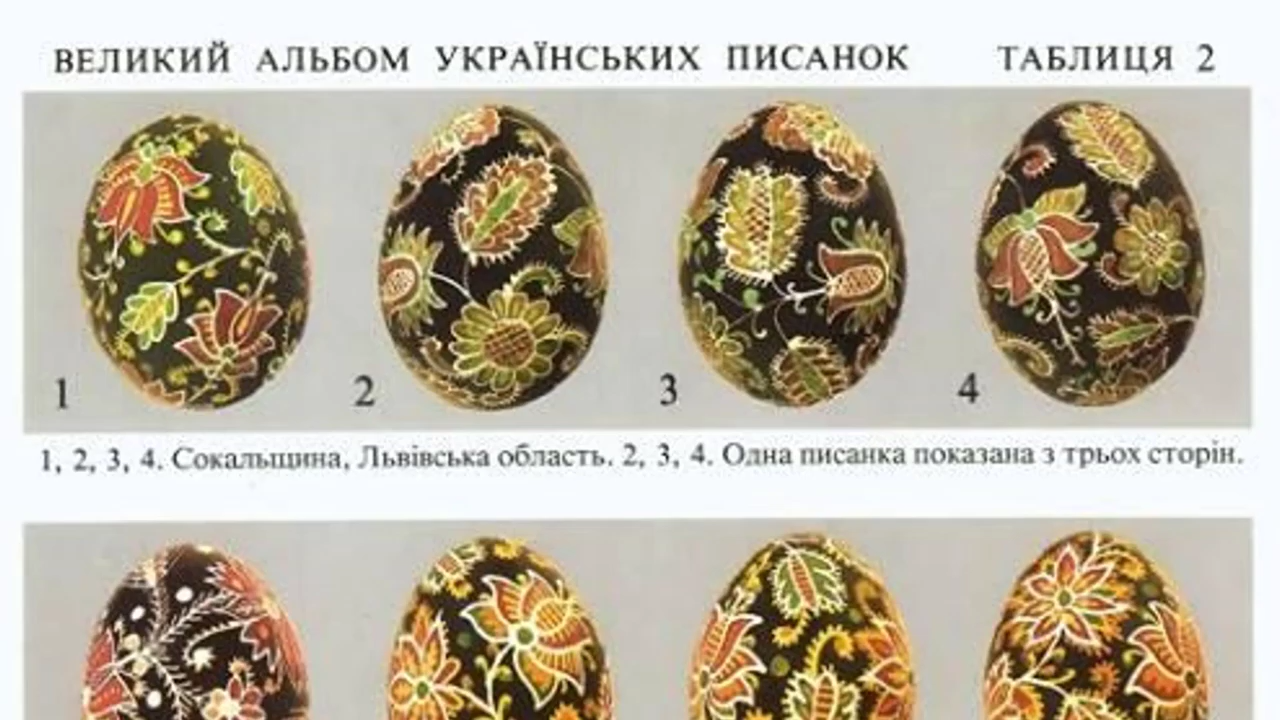 ВЕЛИКИЙ АЛЬБОМ УКРАЇНСЬКИХ ПИСАНОК ТАБЛИЦЯ 2
1 2 3 4
1, 2, 3, 4. Сокальщина, Львівська область. 2, 3, 4. Одна писанка показана з трьох сторін.